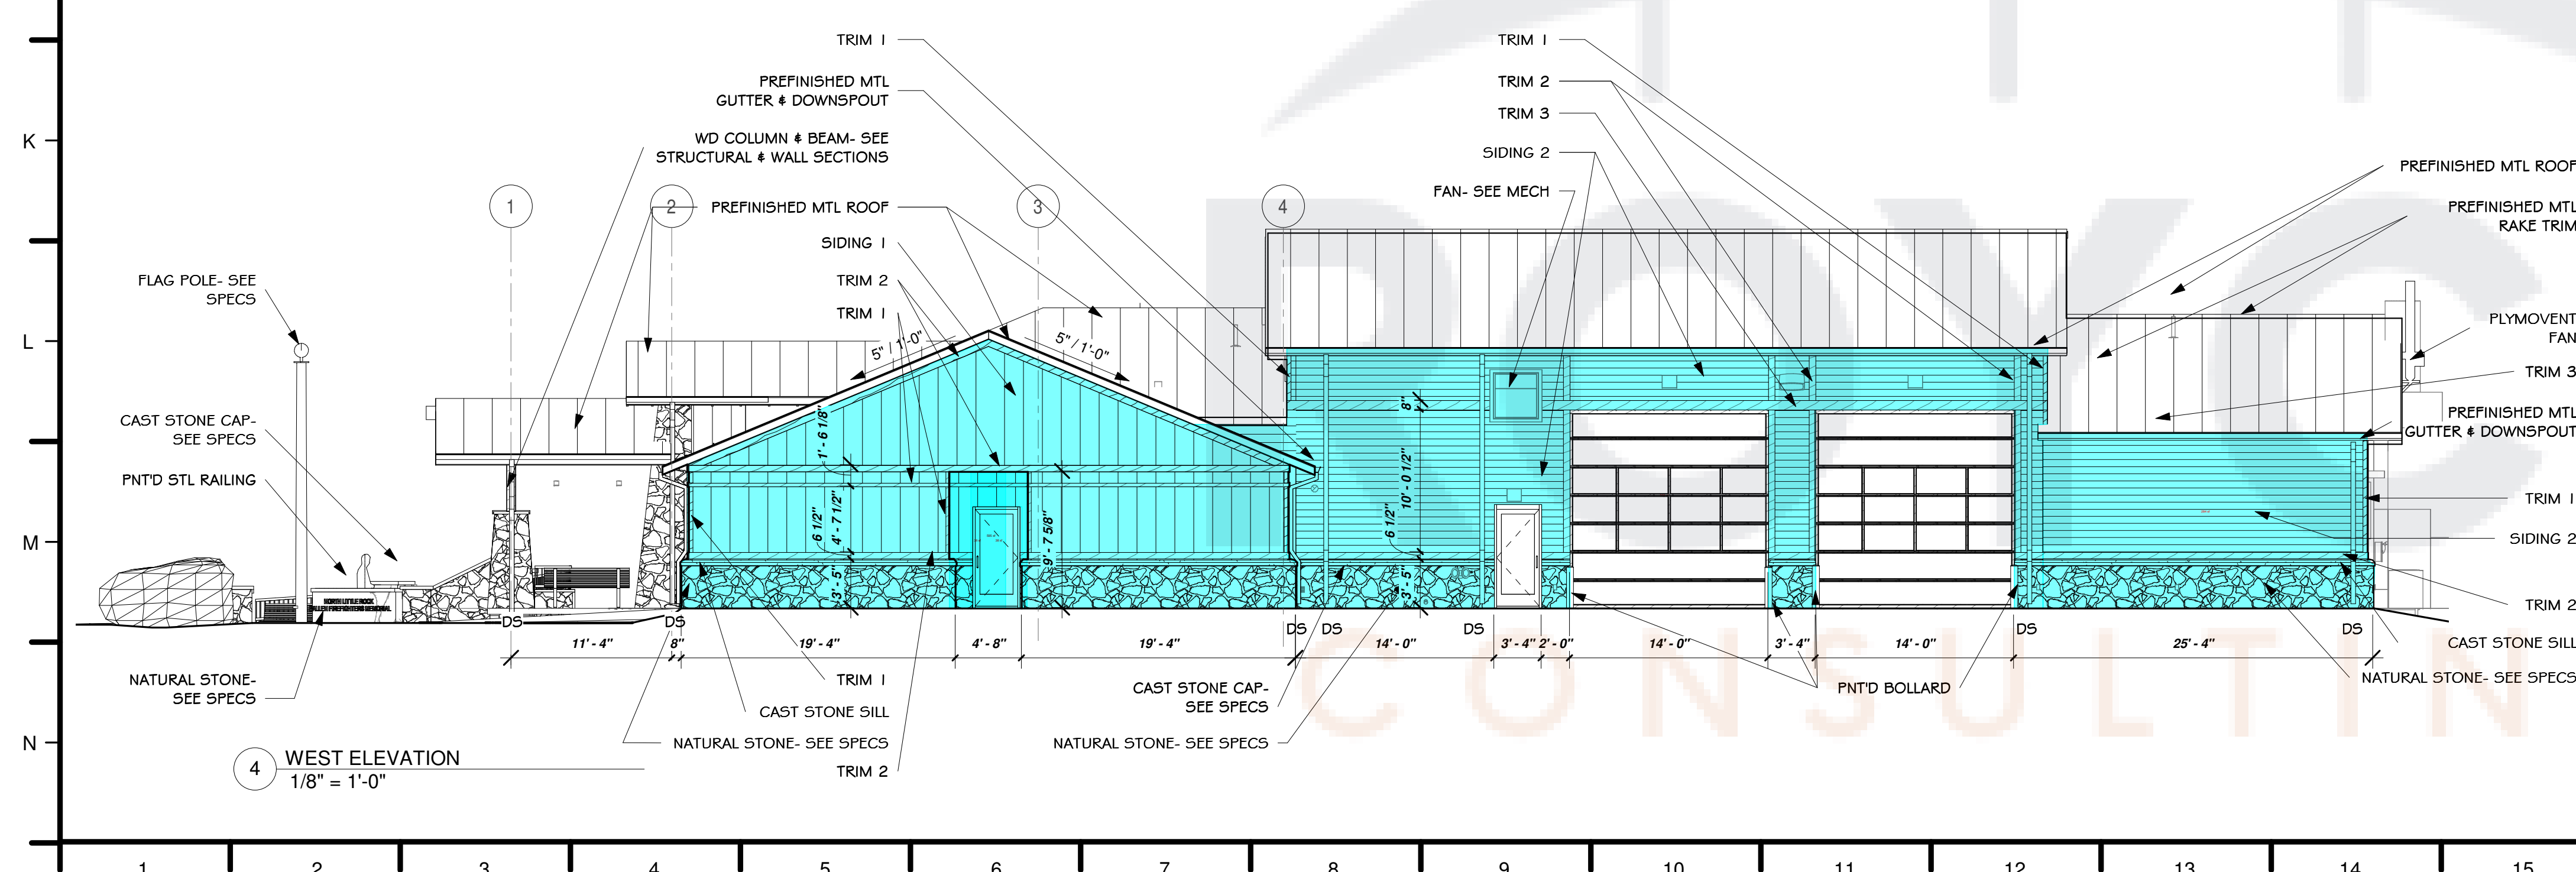 TRIM 1
PREFINISHED MTL
GUTTER & DOWNSPOUT
WD COLUMN & BEAM- SEE
STRUCTURAL & WALL SECTIONS
1
2
PREFINISHED MTL ROOF
3
4
SIDING 1
TRIM 2
TRIM 1
FLAG POLE- SEE
SPECS
CAST STONE CAP-
SEE SPECS
PNT'D STL RAILING
NATURAL STONE-
SEE SPECS
NORTH LITTLE ROCK
FALLEN FIREFIGHTERS MEMORIAL
5" / 1'-0"
5" / 1'-0"
1' - 6 1/8"
6 1/2"
4' - 7 1/2"
3' - 5"
9' - 7 5/8"
TRIM 1
TRIM 2
TRIM 3
SIDING 2
FAN- SEE MECH
8"
10' - 0 1/2"
6 1/2"
3' - 5"
PREFINISHED MTL ROOF
PREFINISHED MTL
RAKE TRIM
PLYMOVENT
FAN
TRIM 3
PREFINISHED MTL
GUTTER & DOWNSPOUT
TRIM 1
SIDING 2
TRIM 2
CAST STONE SILL
NATURAL STONE- SEE SPECS
DS
DS
DS
DS
DS
DS
DS
11' - 4"
8"
19' - 4"
4' - 8"
19' - 4"
14' - 0"
3' - 4"
2' - 0"
14' - 0"
3' - 4"
14' - 0"
25' - 4"
TRIM 1
CAST STONE SILL
NATURAL STONE- SEE SPECS
TRIM 2
CAST STONE CAP-
SEE SPECS
NATURAL STONE- SEE SPECS
PNT'D BOLLARD
4
WEST ELEVATION
1/8" = 1'-0"
K
L
M
N
1
2
3
4
5
6
7
8
9
10
11
12
13
14
15
ROYC
CONSULTIN